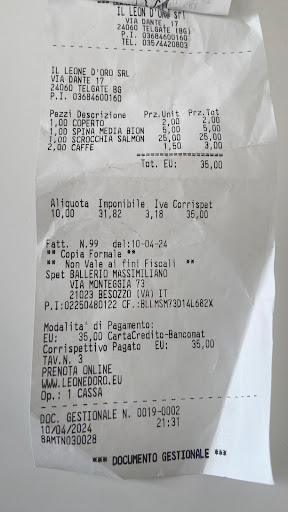 IL LEON D'ORO Srl
VIA DANTE, 17
24060 TELGATE (BG)
P.I. 03684600160
TEL. 035/4420803
IL LEONE D'ORO SRL
VIA DANTE 17
24060 TELGATE BG
P.I. 03684600160
Pezzi Descrizione Prz.Unit Prz.Tot
1,00 COPERTO 2,00 2,00
1,00 SPINA MEDIA BION 5,00 5,00
1,00 SCROCCHIA SALMON 25,00 25,00
2,00 CAFFE' 1,50 3,00
Tot. EU: 35,00
Aliquota Imponibile Iva Corrispet
10,00 31,82 3,18 35,00
Fatt. N.99 del:10-04-24
** Copia Formale **
** Non Vale ai fini Fiscali **
Spet BALLERIO MASSIMILIANO
VIA MONTEGGIA 73
21023 BESOZZO (VA) IT
P.I:02250480122 CF.:BLLMSM73D14L682X
Modalita' di Pagamento:
EU: 35,00 CartaCredito-Bancomat
Corrispettivo Pagato EU: 35,00
TAV.N. 3
PRENOTA ONLINE
WWW.LEONEDORO.EU
Op.: 1 CASSA
DOC. GESTIONALE N. 0019-0002
10/04/2024 21:31
8AMTN030028
*** DOCUMENTO GESTIONALE ***